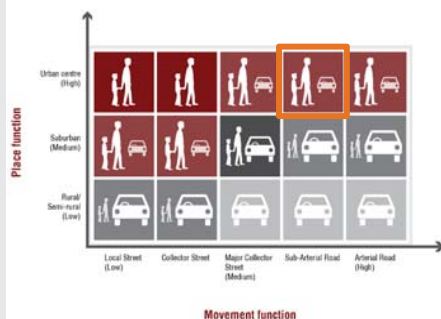 Place function
Urban centre
(High)
Suburban
(Medium)
Rural/
Semi-rural
(Low)
Local Street
(Low)
Collector Street
Major Collector
Street
(Medium)
Sub-Arterial Road
Arterial Road
(High)
Movement function